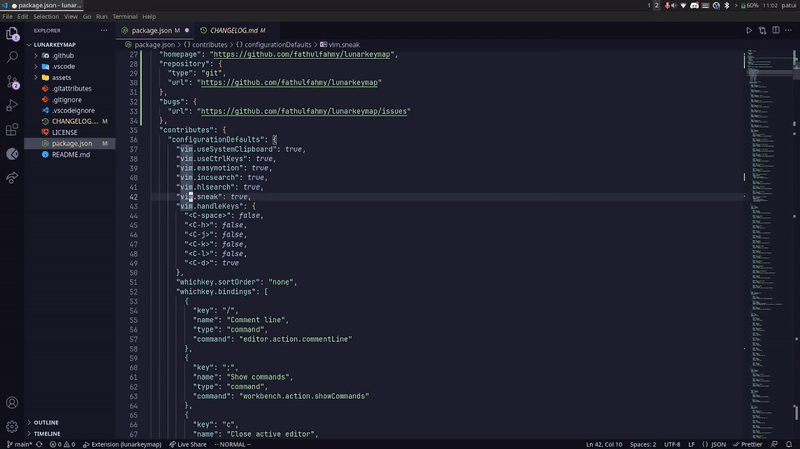 ● package.json - lunar...
1 2
60%
11:02
patui
File Edit Selection View Go Run Terminal Help
EXPLORER
package.json ●
CHANGELOG.md M
package.json > {} contributes > {} configurationDefaults > vim.sneak
LUNARKEYMAP
.github
.vscode
assets
.gitattributes
.gitignore
.vscodeignore
CHANGELOG.... M
LICENSE
package.json M
README.md
OUTLINE
TIMELINE
27 "homepage": "https://github.com/fathulfahmy/lunarkeymap",
28 "repository": {
29 "type": "git",
30 "url": "https://github.com/fathulfahmy/lunarkeymap"
31 },
32 "bugs": {
33 "url": "https://github.com/fathulfahmy/lunarkeymap/issues"
34 },
35 "contributes": {
36 "configurationDefaults": {
37 "vim.useSystemClipboard": true,
38 "vim.useCtrlKeys": true,
39 "vim.easymotion": true,
40 "vim.incsearch": true,
41 "vim.hlsearch": true,
42 "vim.sneak": true,
43 "vim.handleKeys": {
44 "<C-space>": false,
45 "<C-h>": false,
46 "<C-j>": false,
47 "<C-k>": false,
48 "<C-l>": false,
49 "<C-d>": true
50 },
51 "whichkey.sortOrder": "none",
52 "whichkey.bindings": [
53 {
54 "key": "/",
55 "name": "Comment line",
56 "type": "command",
57 "command": "editor.action.commentLine"
58 },
59 {
60 "key": ";",
61 "name": "Show commands",
62 "type": "command",
63 "command": "workbench.action.showCommands"
64 },
65 {
66 "key": "c",
67 "name": "Close active editor",
main* 0 0 Extension (lunarkeymap) Live Share -- NORMAL -- Ln 42, Col 10 Spaces: 2 UTF-8 LF {} JSON Prettier